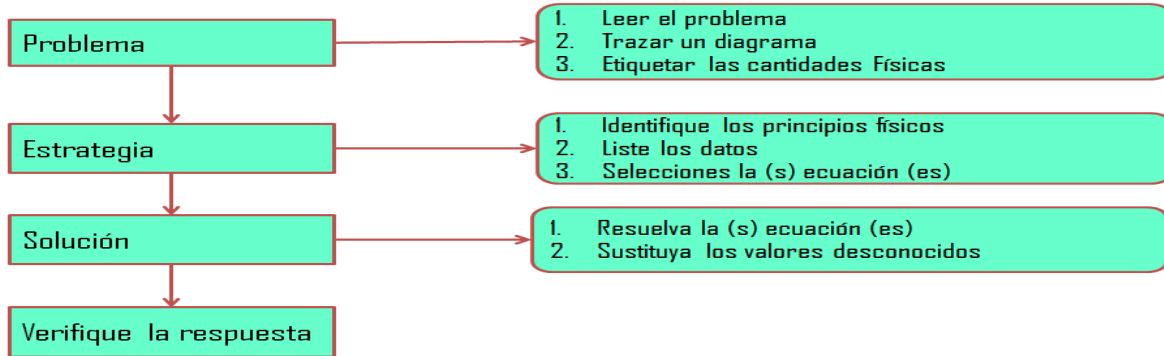 Problema
1. Leer el problema
2. Trazar un diagrama
3. Etiquetar las cantidades Físicas
Estrategia
1. Identifique los principios físicos
2. Liste los datos
3. Selecciones la (s) ecuación (es)
Solución
1. Resuelva la (s) ecuación (es)
2. Sustituya los valores desconocidos
Verifique la respuesta